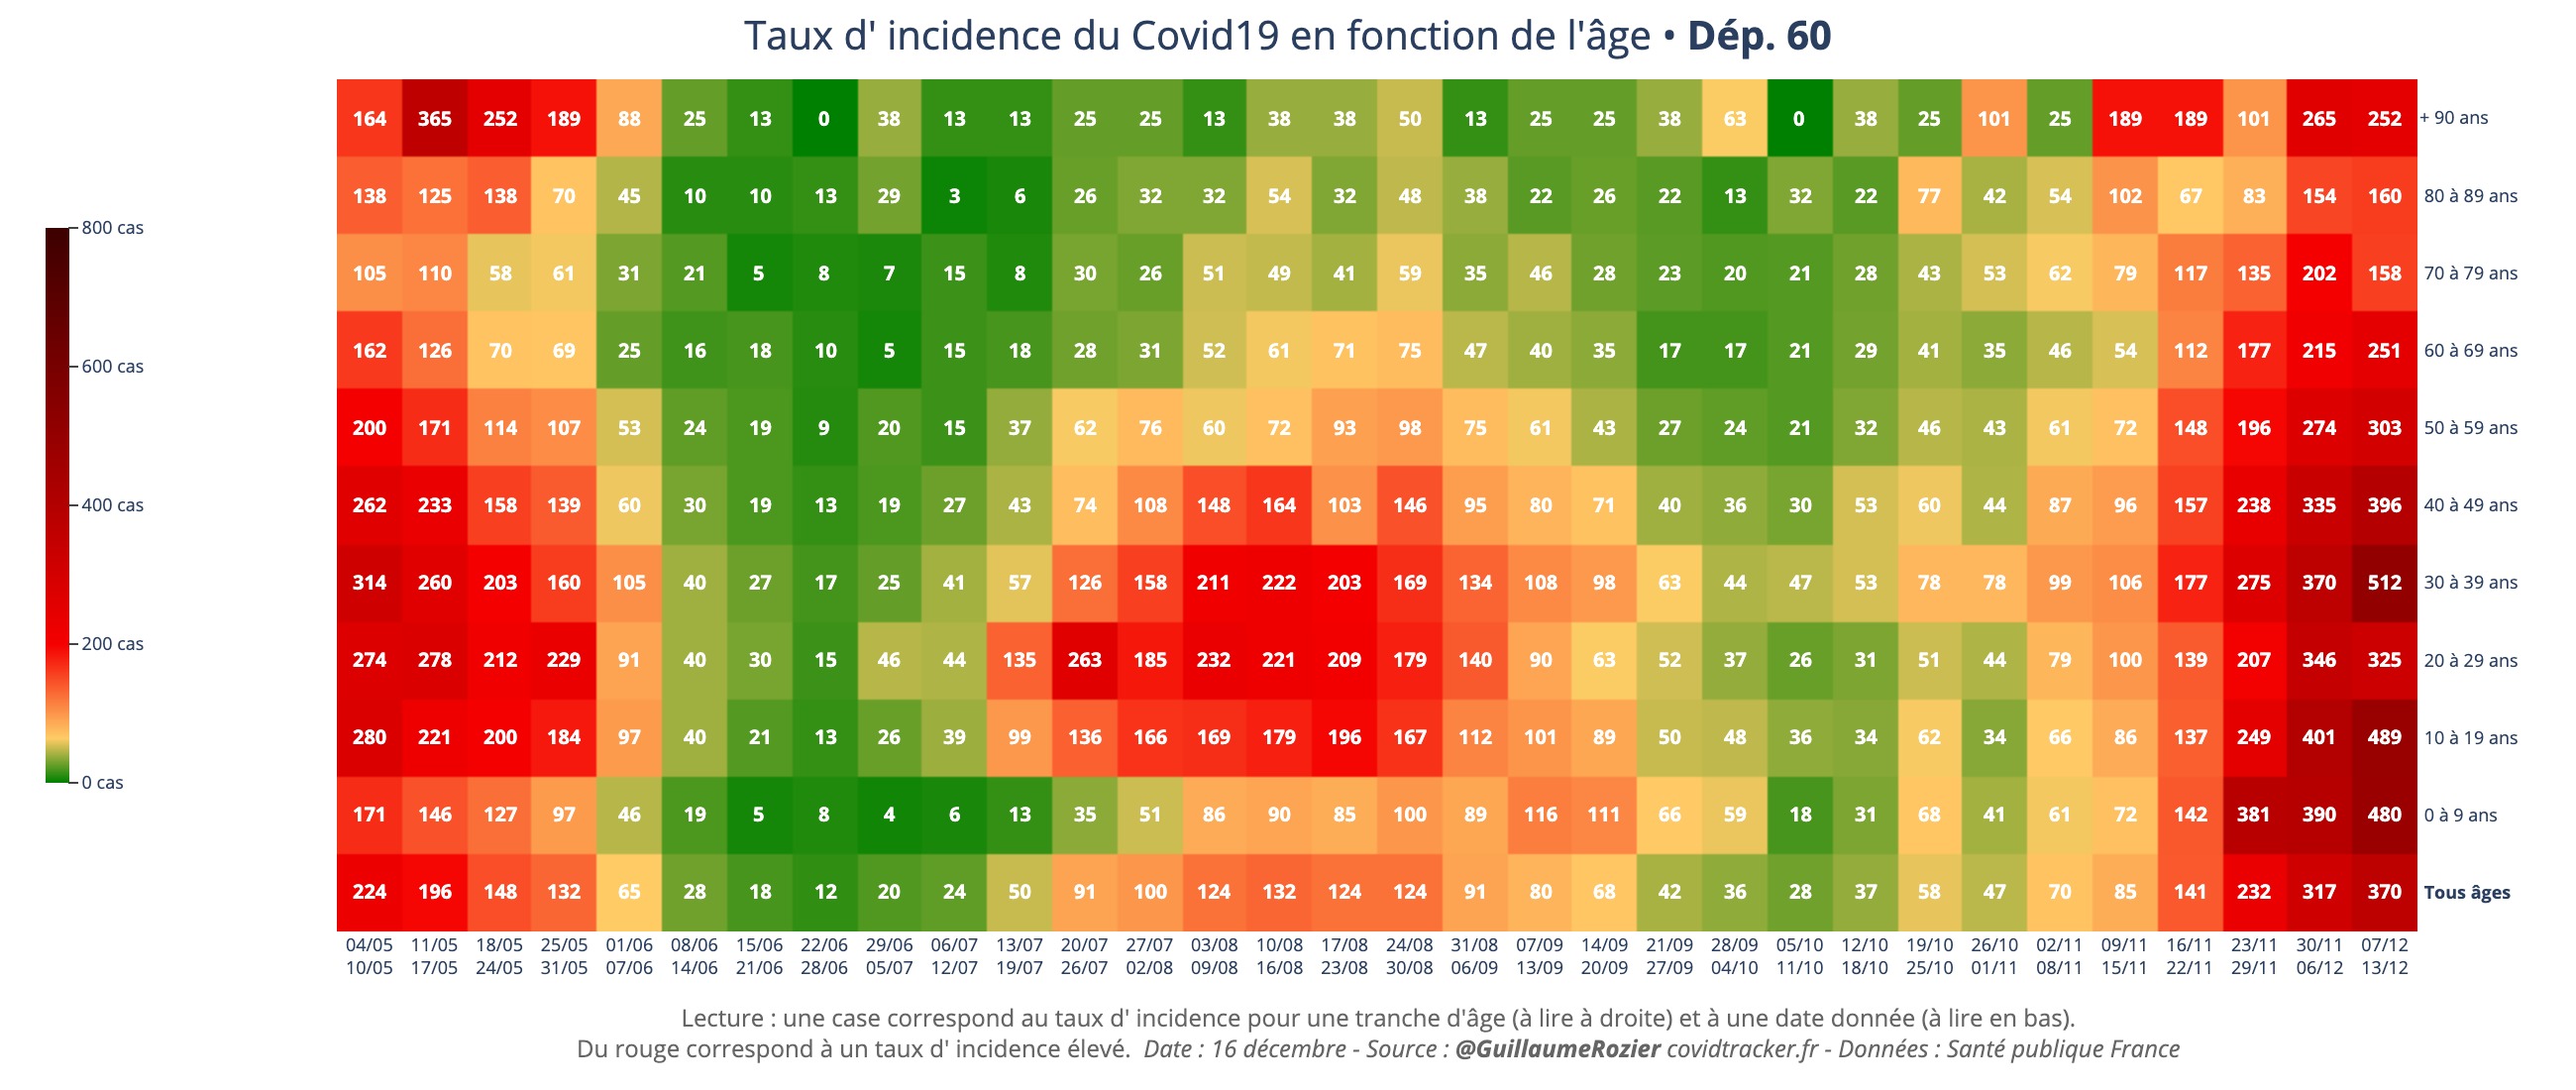 Taux d' incidence du Covid19 en fonction de l'âge • Dép. 60
800 cas
600 cas
400 cas
200 cas
0 cas
164 365 252 189 88 25 13 0 38 13 13 25 25 13 38 38 50 13 25 25 38 63 0 38 25 101 25 189 189 101 265 252 + 90 ans
138 125 138 70 45 10 10 13 29 3 6 26 32 32 54 32 48 38 22 26 22 13 32 22 77 42 54 102 67 83 154 160 80 à 89 ans
105 110 58 61 31 21 5 8 7 15 8 30 26 51 49 41 59 35 46 28 23 20 21 28 43 53 62 79 117 135 202 158 70 à 79 ans
162 126 70 69 25 16 18 10 5 15 18 28 31 52 61 71 75 47 40 35 17 17 21 29 41 35 46 54 112 177 215 251 60 à 69 ans
200 171 114 107 53 24 19 9 20 15 37 62 76 60 72 93 98 75 61 43 27 24 21 32 46 43 61 72 148 196 274 303 50 à 59 ans
262 233 158 139 60 30 19 13 19 27 43 74 108 148 164 103 146 95 80 71 40 36 30 53 60 44 87 96 157 238 335 396 40 à 49 ans
314 260 203 160 105 40 27 17 25 41 57 126 158 211 222 203 169 134 108 98 63 44 47 53 78 78 99 106 177 275 370 512 30 à 39 ans
274 278 212 229 91 40 30 15 46 44 135 263 185 232 221 209 179 140 90 63 52 37 26 31 51 44 79 100 139 207 346 325 20 à 29 ans
280 221 200 184 97 40 21 13 26 39 99 136 166 169 179 196 167 112 101 89 50 48 36 34 62 34 66 86 137 249 401 489 10 à 19 ans
171 146 127 97 46 19 5 8 4 6 13 35 51 86 90 85 100 89 116 111 66 59 18 31 68 41 61 72 142 381 390 480 0 à 9 ans
224 196 148 132 65 28 18 12 20 24 50 91 100 124 132 124 124 91 80 68 42 36 28 37 58 47 70 85 141 232 317 370 Tous âges
04/05 11/05 18/05 25/05 01/06 08/06 15/06 22/06 29/06 06/07 13/07 20/07 27/07 03/08 10/08 17/08 24/08 31/08 07/09 14/09 21/09 28/09 05/10 12/10 19/10 26/10 02/11 09/11 16/11 23/11 30/11 07/12
10/05 17/05 24/05 31/05 07/06 14/06 21/06 28/06 05/07 12/07 19/07 26/07 02/08 09/08 16/08 23/08 30/08 06/09 13/09 20/09 27/09 04/10 11/10 18/10 25/10 01/11 08/11 15/11 22/11 29/11 06/12 13/12
Lecture : une case correspond au taux d' incidence pour une tranche d'âge (à lire à droite) et à une date donnée (à lire en bas).
Du rouge correspond à un taux d' incidence élevé. Date : 16 décembre - Source : @GuillaumeRozier covidtracker.fr - Données : Santé publique France